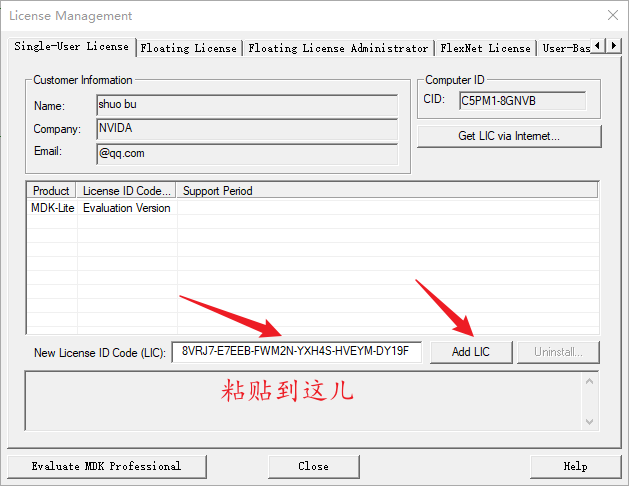 License Management
Single-User License
Floating License
Floating License Administrator
FlexNet License
User-Bas
Customer Information
Name:
shuo bu
Company:
NVIDA
Email:
@qq.com
Computer ID
CID:
C5PM1-8GNVB
Get LIC via Internet...
Product
License ID Code...
Support Period
MDK-Lite
Evaluation Version
New License ID Code (LIC):
8VRJ7-E7EEB-FWM2N-YXH4S-HVEYM-DY19F
Add LIC
Uninstall...
粘贴到这儿
Evaluate MDK Professional
Close
Help